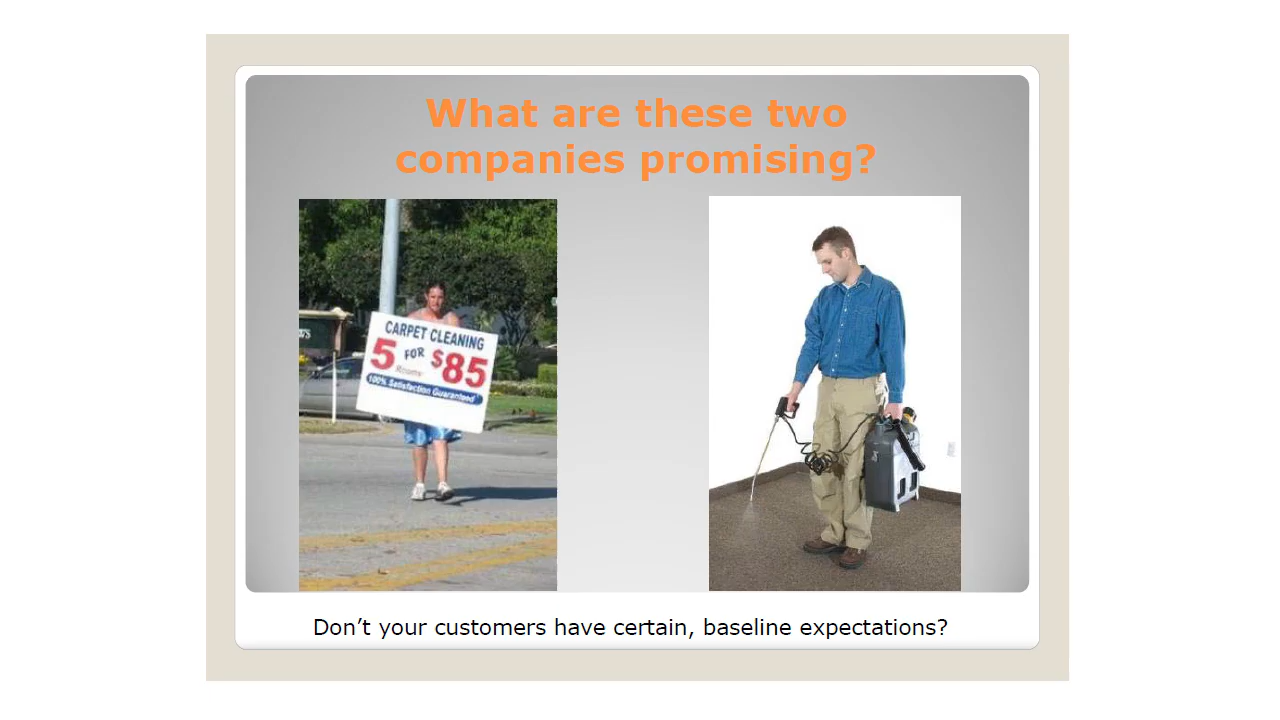 What are these two
companies promising?
CARPET CLEANING
5 FOR $85
Rooms
100% Satisfaction Guaranteed
Don't your customers have certain, baseline expectations?